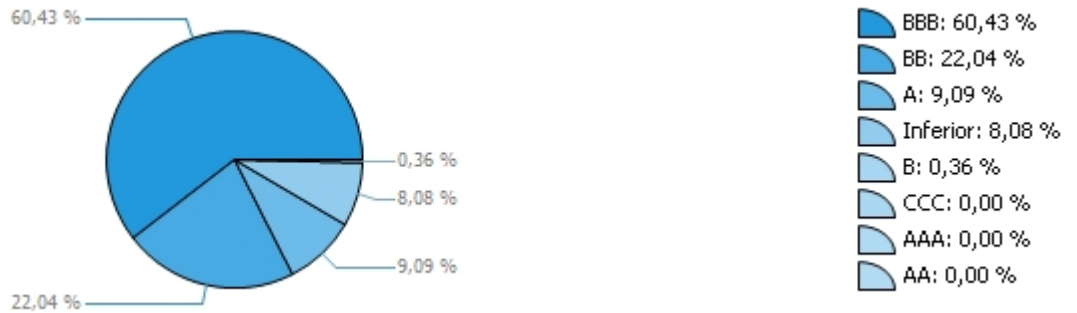 60,43 %
0,36 %
8,08 %
9,09 %
22,04 %
BBB: 60,43 %
BB: 22,04 %
A: 9,09 %
Inferior: 8,08 %
B: 0,36 %
CCC: 0,00 %
AAA: 0,00 %
AA: 0,00 %